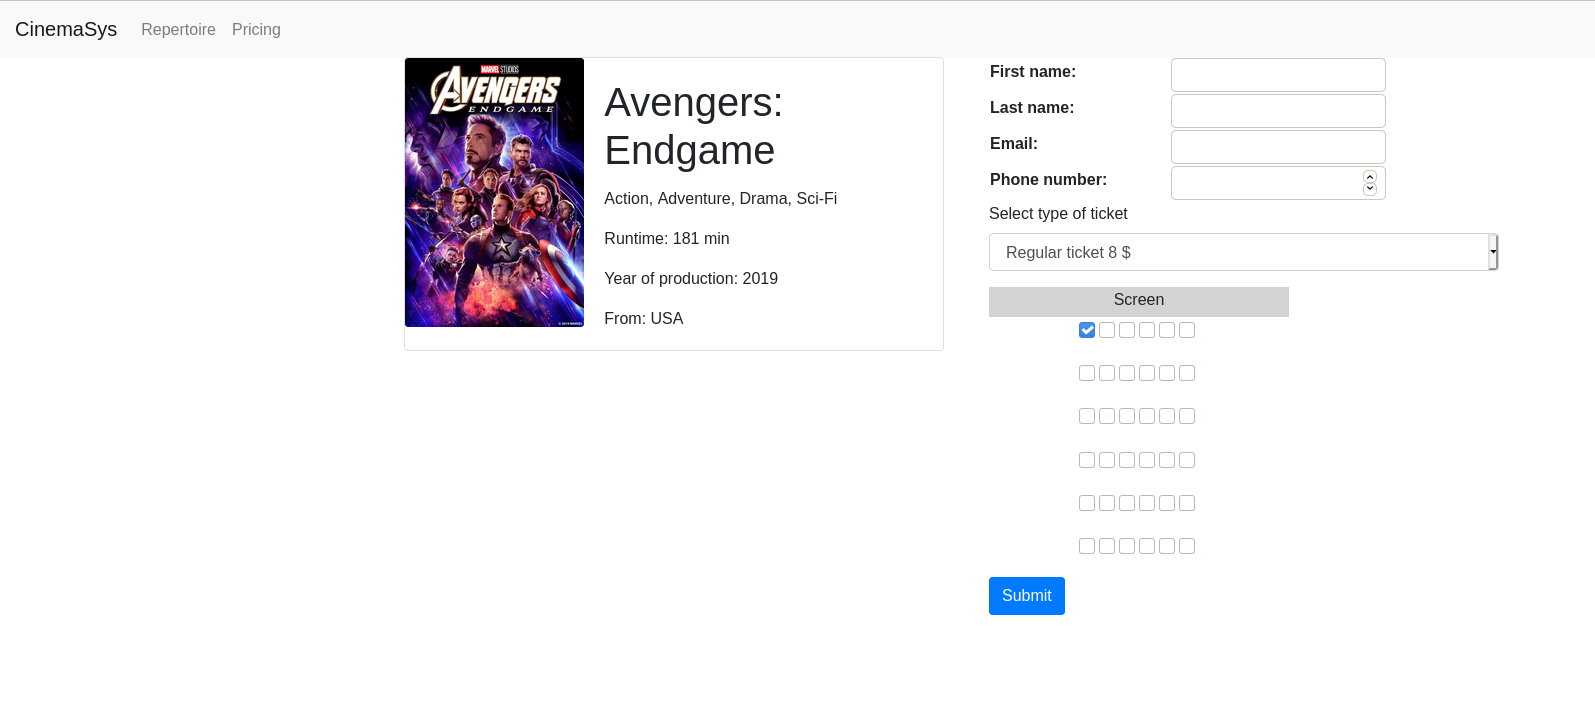 CinemaSys Repertoire Pricing
MARVEL STUDIOS
AVENGERS
ENDGAME
Avengers:
Endgame
Action, Adventure, Drama, Sci-Fi
Runtime: 181 min
Year of production: 2019
From: USA
First name:
Last name:
Email:
Phone number:
Select type of ticket
Regular ticket 8 $
Screen
Submit